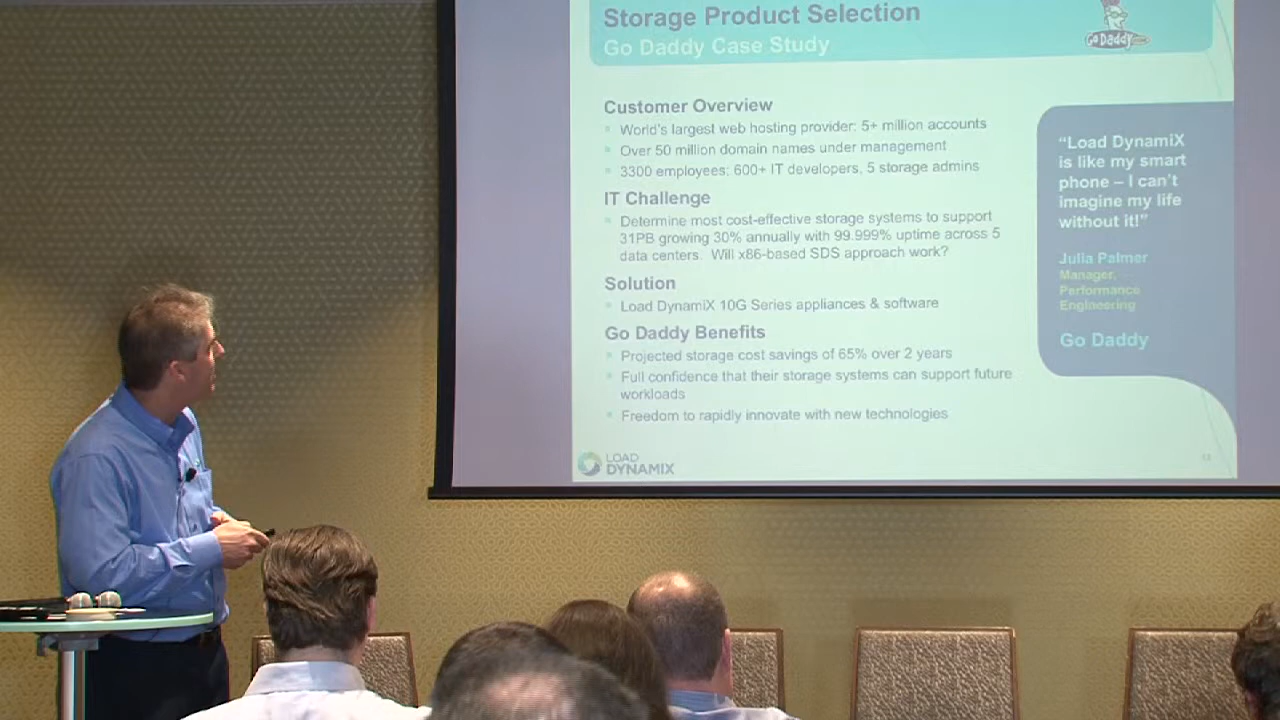 Storage Product Selection
Go Daddy Case Study
Go Daddy
Customer Overview
World's largest web hosting provider: 5+ million accounts
Over 50 million domain names under management
3300 employees: 600+ IT developers, 5 storage admins
IT Challenge
Determine most cost-effective storage systems to support
31PB growing 30% annually with 99.999% uptime across 5
data centers. Will x86-based SDS approach work?
Solution
Load DynamiX 10G Series appliances & software
Go Daddy Benefits
Projected storage cost savings of 65% over 2 years
Full confidence that their storage systems can support future
workloads
Freedom to rapidly innovate with new technologies
"Load DynamiX
is like my smart
phone – I can't
imagine my life
without it!"
Julia Palmer
Manager,
Performance
Engineering
Go Daddy
LOAD
DYNAMIX